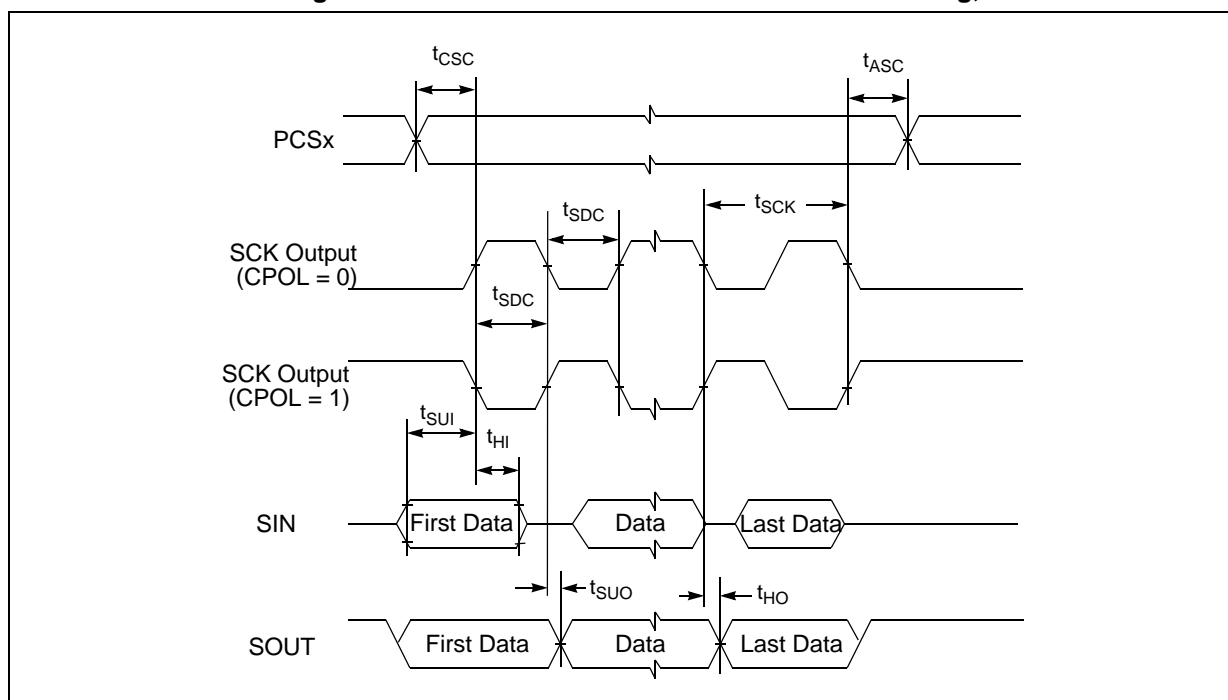 tCSC
tASC
PCSx
tSCK
tSDC
SCK Output
(CPOL = 0)
tSDC
SCK Output
(CPOL = 1)
tSUI
tHI
SIN
First Data
Data
Last Data
tSUO
tHO
SOUT
First Data
Data
Last Data